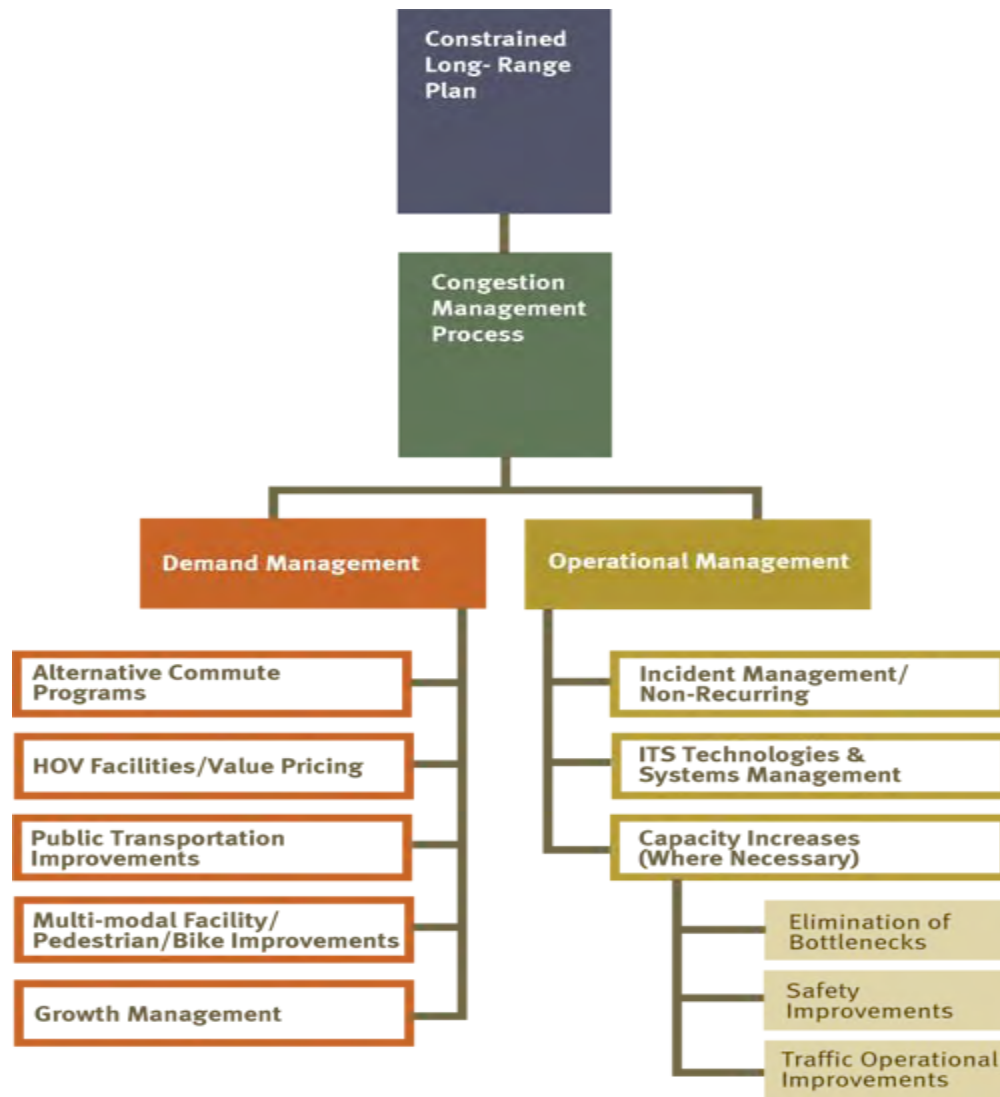 Constrained
Long- Range
Plan
Congestion
Management
Process
Demand Management
Operational Management
Alternative Commute
Programs
HOV Facilities/Value Pricing
Public Transportation
Improvements
Multi-modal Facility/
Pedestrian/Bike Improvements
Growth Management
Incident Management/
Non-Recurring
ITS Technologies &
Systems Management
Capacity Increases
(Where Necessary)
Elimination of
Bottlenecks
Safety
Improvements
Traffic Operational
Improvements